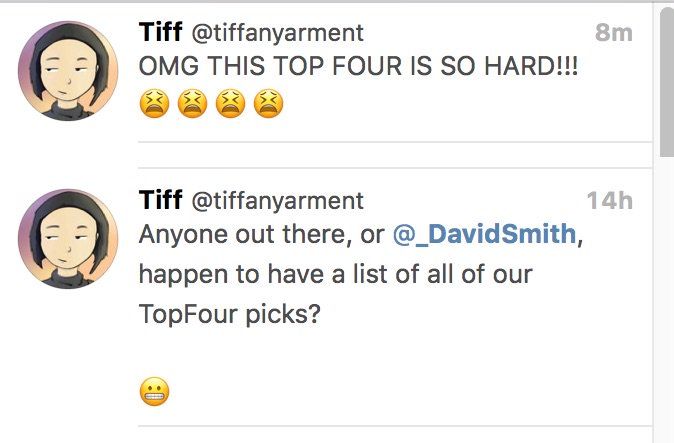 Tiff @tiffanyarment 8m
OMG THIS TOP FOUR IS SO HARD!!!
😫 😫 😫 😫
Tiff @tiffanyarment 14h
Anyone out there, or @_DavidSmith,
happen to have a list of all of our
TopFour picks?
😬